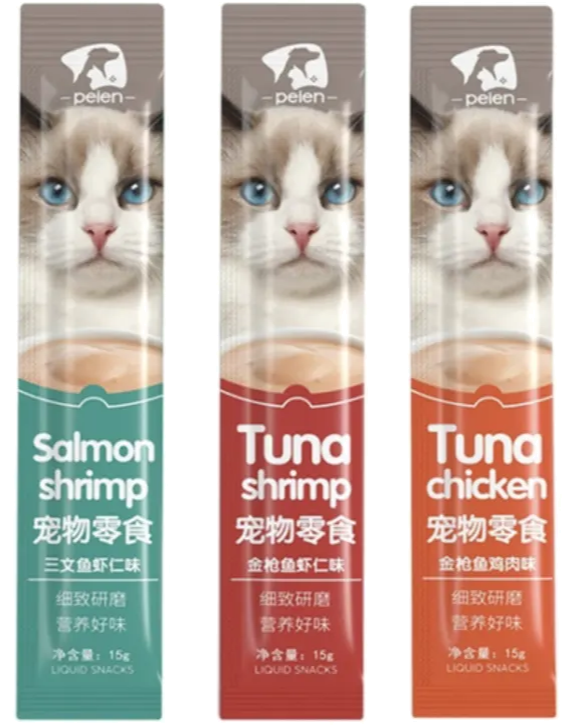 peien
Salmon
shrimp
宠物零食
三文鱼虾仁味
细致研磨
营养好味
净含量：15g
LIQUID SNACKS
peien
Tuna
shrimp
宠物零食
金枪鱼虾仁味
细致研磨
营养好味
净含量：15g
LIQUID SNACKS
peien
Tuna
chicken
宠物零食
金枪鱼鸡肉味
细致研磨
营养好味
净含量：15g
LIQUID SNACKS